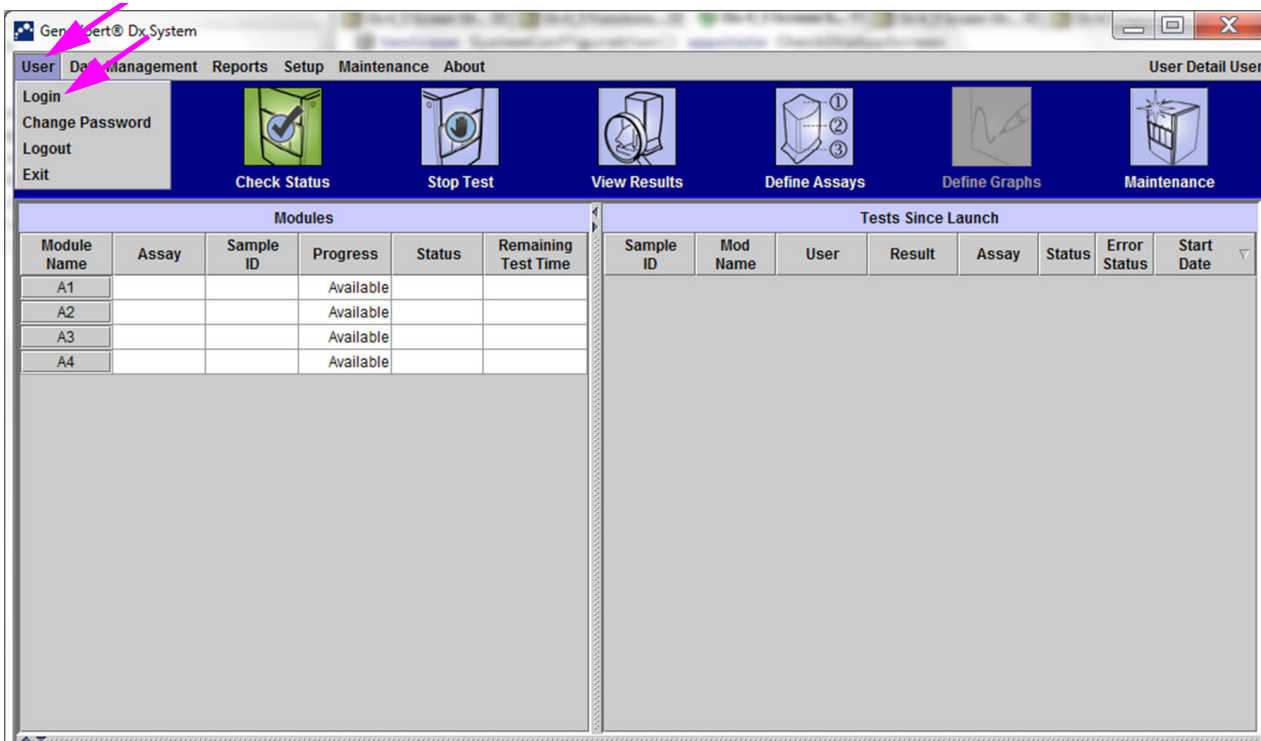 GeneXpert® Dx System
User Data Management Reports Setup Maintenance About User Detail User
Login
Change Password
Logout
Exit
Check Status Stop Test View Results Define Assays Define Graphs Maintenance
① ② ③
Modules Tests Since Launch
Module Name Assay Sample ID Progress Status Remaining Test Time Sample ID Mod Name User Result Assay Status Error Status Start Date
A1 Available
A2 Available
A3 Available
A4 Available